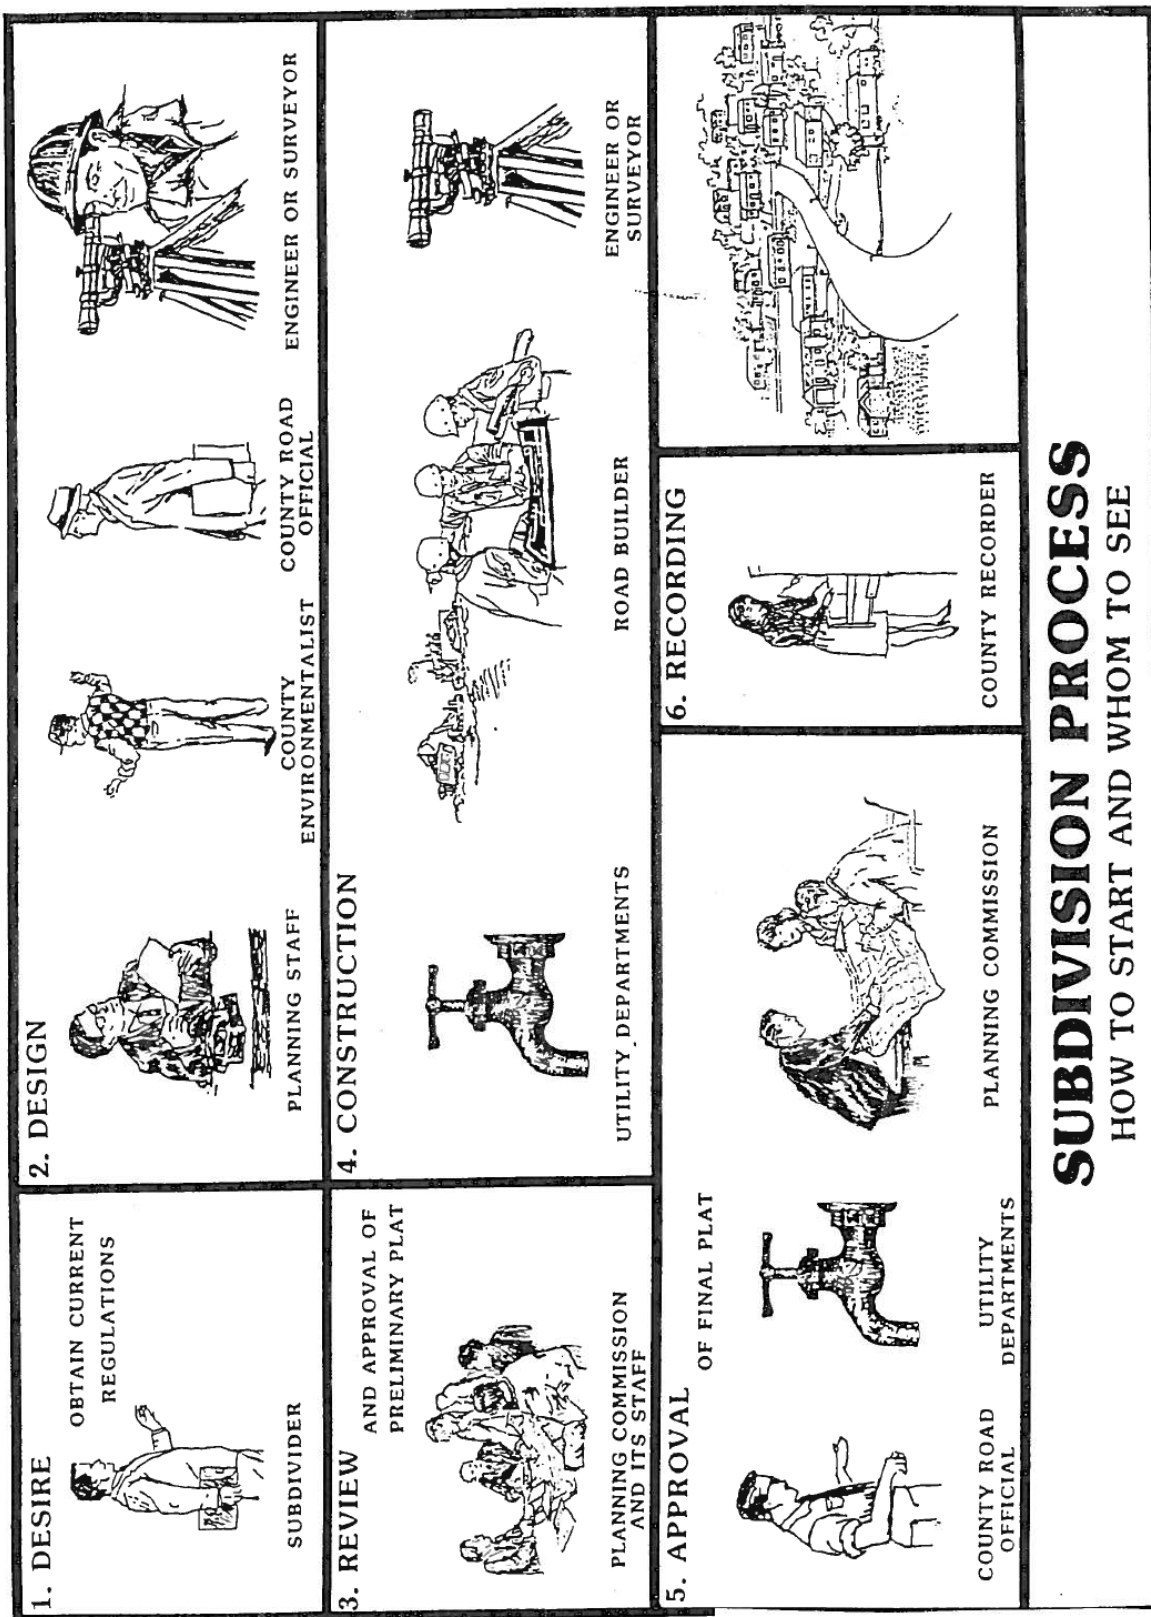 1. DESIRE
OBTAIN CURRENT
REGULATIONS
SUBDIVIDER
2. DESIGN
PLANNING STAFF
COUNTY
ENVIRONMENTALIST
COUNTY ROAD
OFFICIAL
ENGINEER OR SURVEYOR
3. REVIEW
AND APPROVAL OF
PRELIMINARY PLAT
PLANNING COMMISSION
AND ITS STAFF
4. CONSTRUCTION
UTILITY DEPARTMENTS
ROAD BUILDER
ENGINEER OR
SURVEYOR
5. APPROVAL
OF FINAL PLAT
COUNTY ROAD
OFFICIAL
UTILITY
DEPARTMENTS
PLANNING COMMISSION
6. RECORDING
COUNTY RECORDER
SUBDIVISION PROCESS
HOW TO START AND WHOM TO SEE